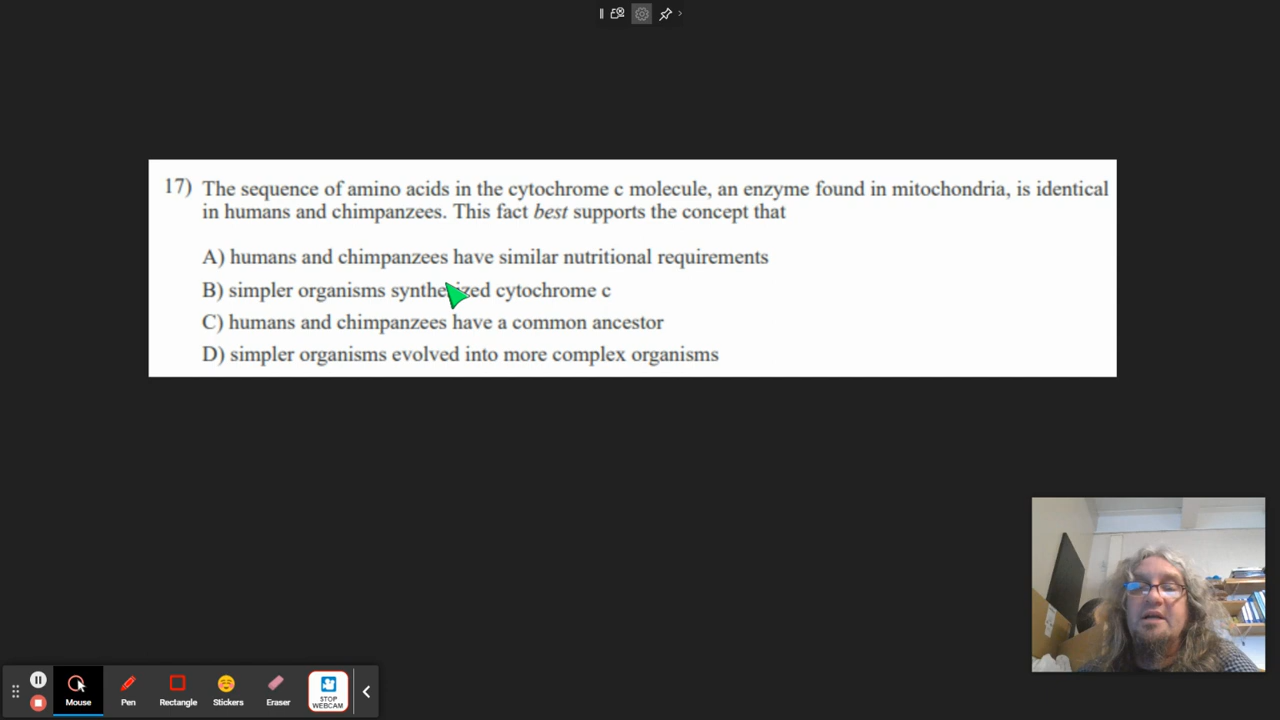 17) The sequence of amino acids in the cytochrome c molecule, an enzyme found in mitochondria, is identical
in humans and chimpanzees. This fact best supports the concept that
A) humans and chimpanzees have similar nutritional requirements
B) simpler organisms synthesized cytochrome c
C) humans and chimpanzees have a common ancestor
D) simpler organisms evolved into more complex organisms
Mouse
Pen
Rectangle
Stickers
Eraser
STOP
WEBCAM